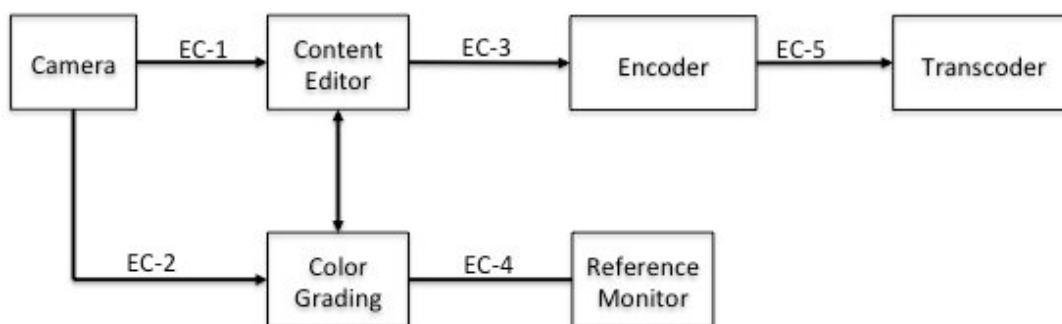 Camera
EC-1
Content
Editor
EC-3
Encoder
EC-5
Transcoder
EC-2
Color
Grading
EC-4
Reference
Monitor